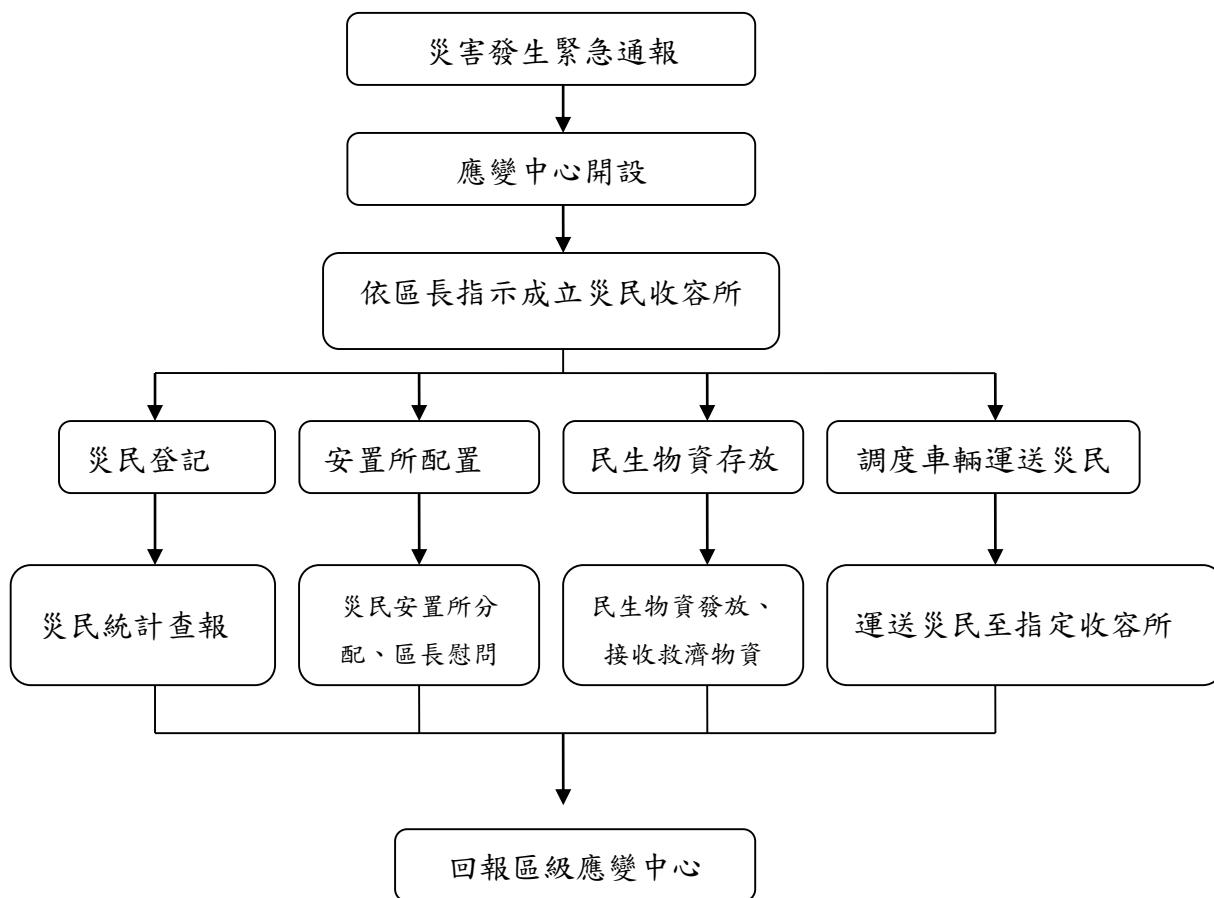 災害發生緊急通報
應變中心開設
依區長指示成立災民收容所
災民登記
安置所配置
民生物資存放
調度車輛運送災民
災民統計查報
災民安置所分
配、區長慰問
民生物資發放、
接收救濟物資
運送災民至指定收容所
回報區級應變中心